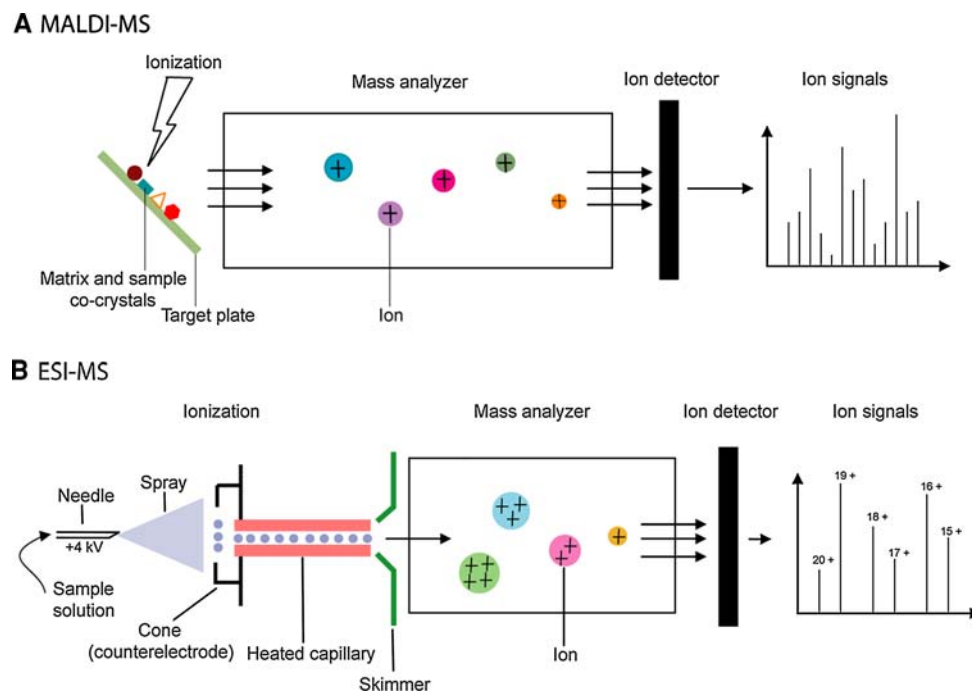 A MALDI-MS
Ionization
Mass analyzer
Ion detector
Ion signals
+
+
+
+
+
Matrix and sample
co-crystals
Target plate
Ion
B ESI-MS
Ionization
Mass analyzer
Ion detector
Ion signals
Needle
Spray
+4 kV
Sample
solution
Cone
(counterelectrode)
Heated capillary
Skimmer
+ +
+
+ +
+ +
+
+
+
Ion
19 +
16 +
18 +
15 +
17 +
20 +